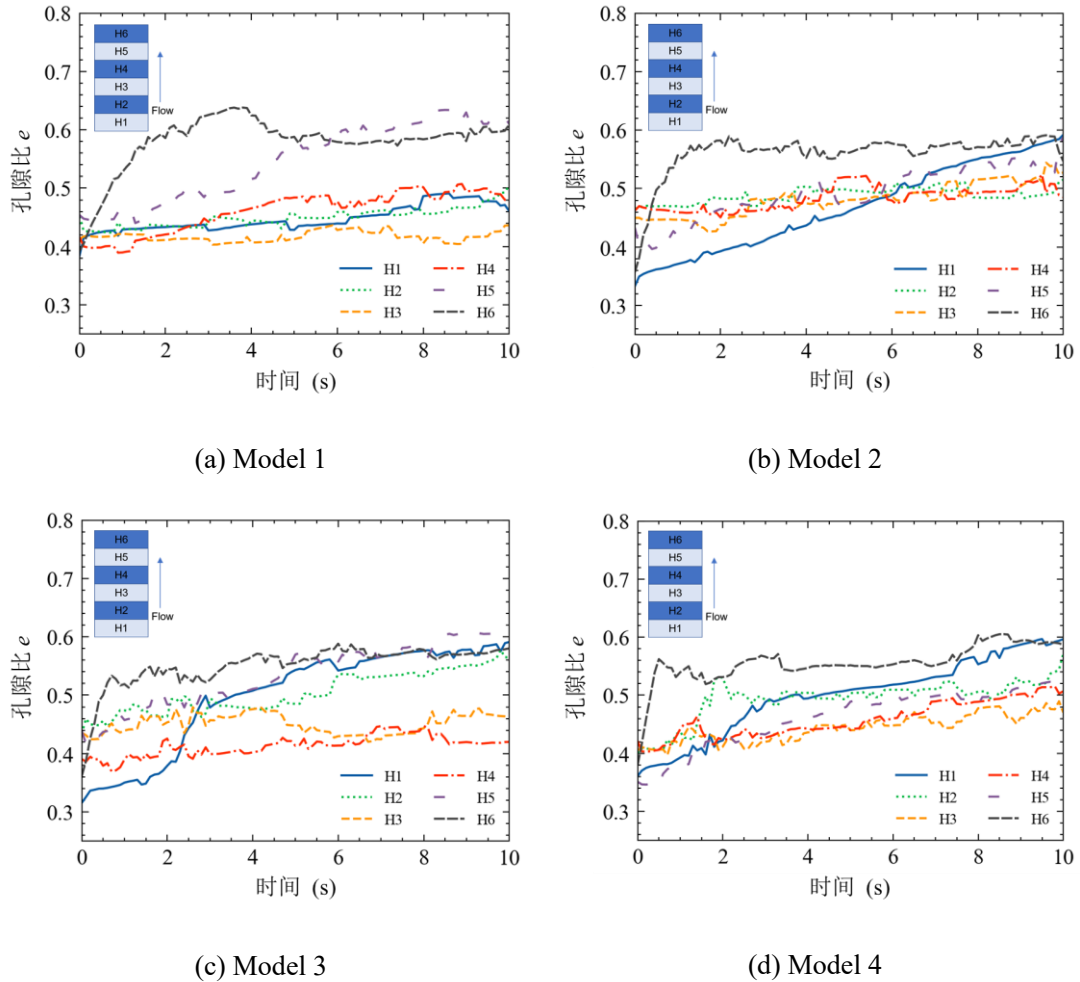 0.8
0.7
0.6
0.5
0.4
0.3
孔隙比 e
H6
H5
H4
H3
H2
H1
Flow
H1 H4
H2 H5
H3 H6
0 2 4 6 8 10
时间 (s)
(a) Model 1
0.8
0.7
0.6
0.5
0.4
0.3
孔隙比 e
H6
H5
H4
H3
H2
H1
Flow
H1 H4
H2 H5
H3 H6
0 2 4 6 8 10
时间 (s)
(b) Model 2
0.8
0.7
0.6
0.5
0.4
0.3
孔隙比 e
H6
H5
H4
H3
H2
H1
Flow
H1 H4
H2 H5
H3 H6
0 2 4 6 8 10
时间 (s)
(c) Model 3
0.8
0.7
0.6
0.5
0.4
0.3
孔隙比 e
H6
H5
H4
H3
H2
H1
Flow
H1 H4
H2 H5
H3 H6
0 2 4 6 8 10
时间 (s)
(d) Model 4